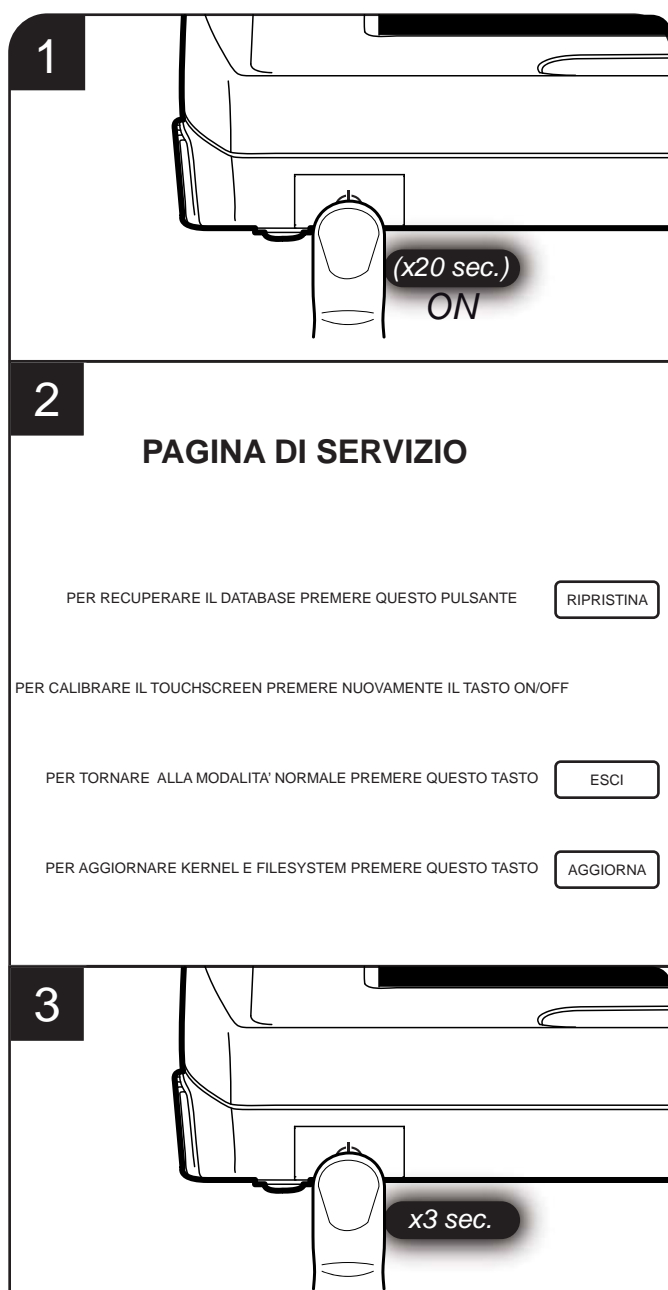 1
(x20 sec.)
ON
2
PAGINA DI SERVIZIO
PER RECUPERARE IL DATABASE PREMERE QUESTO PULSANTE RIPRISTINA
PER CALIBRARE IL TOUCHSCREEN PREMERE NUOVAMENTE IL TASTO ON/OFF
PER TORNARE ALLA MODALITA' NORMALE PREMERE QUESTO TASTO ESCI
PER AGGIORNARE KERNEL E FILESYSTEM PREMERE QUESTO TASTO AGGIORNA
3
x3 sec.